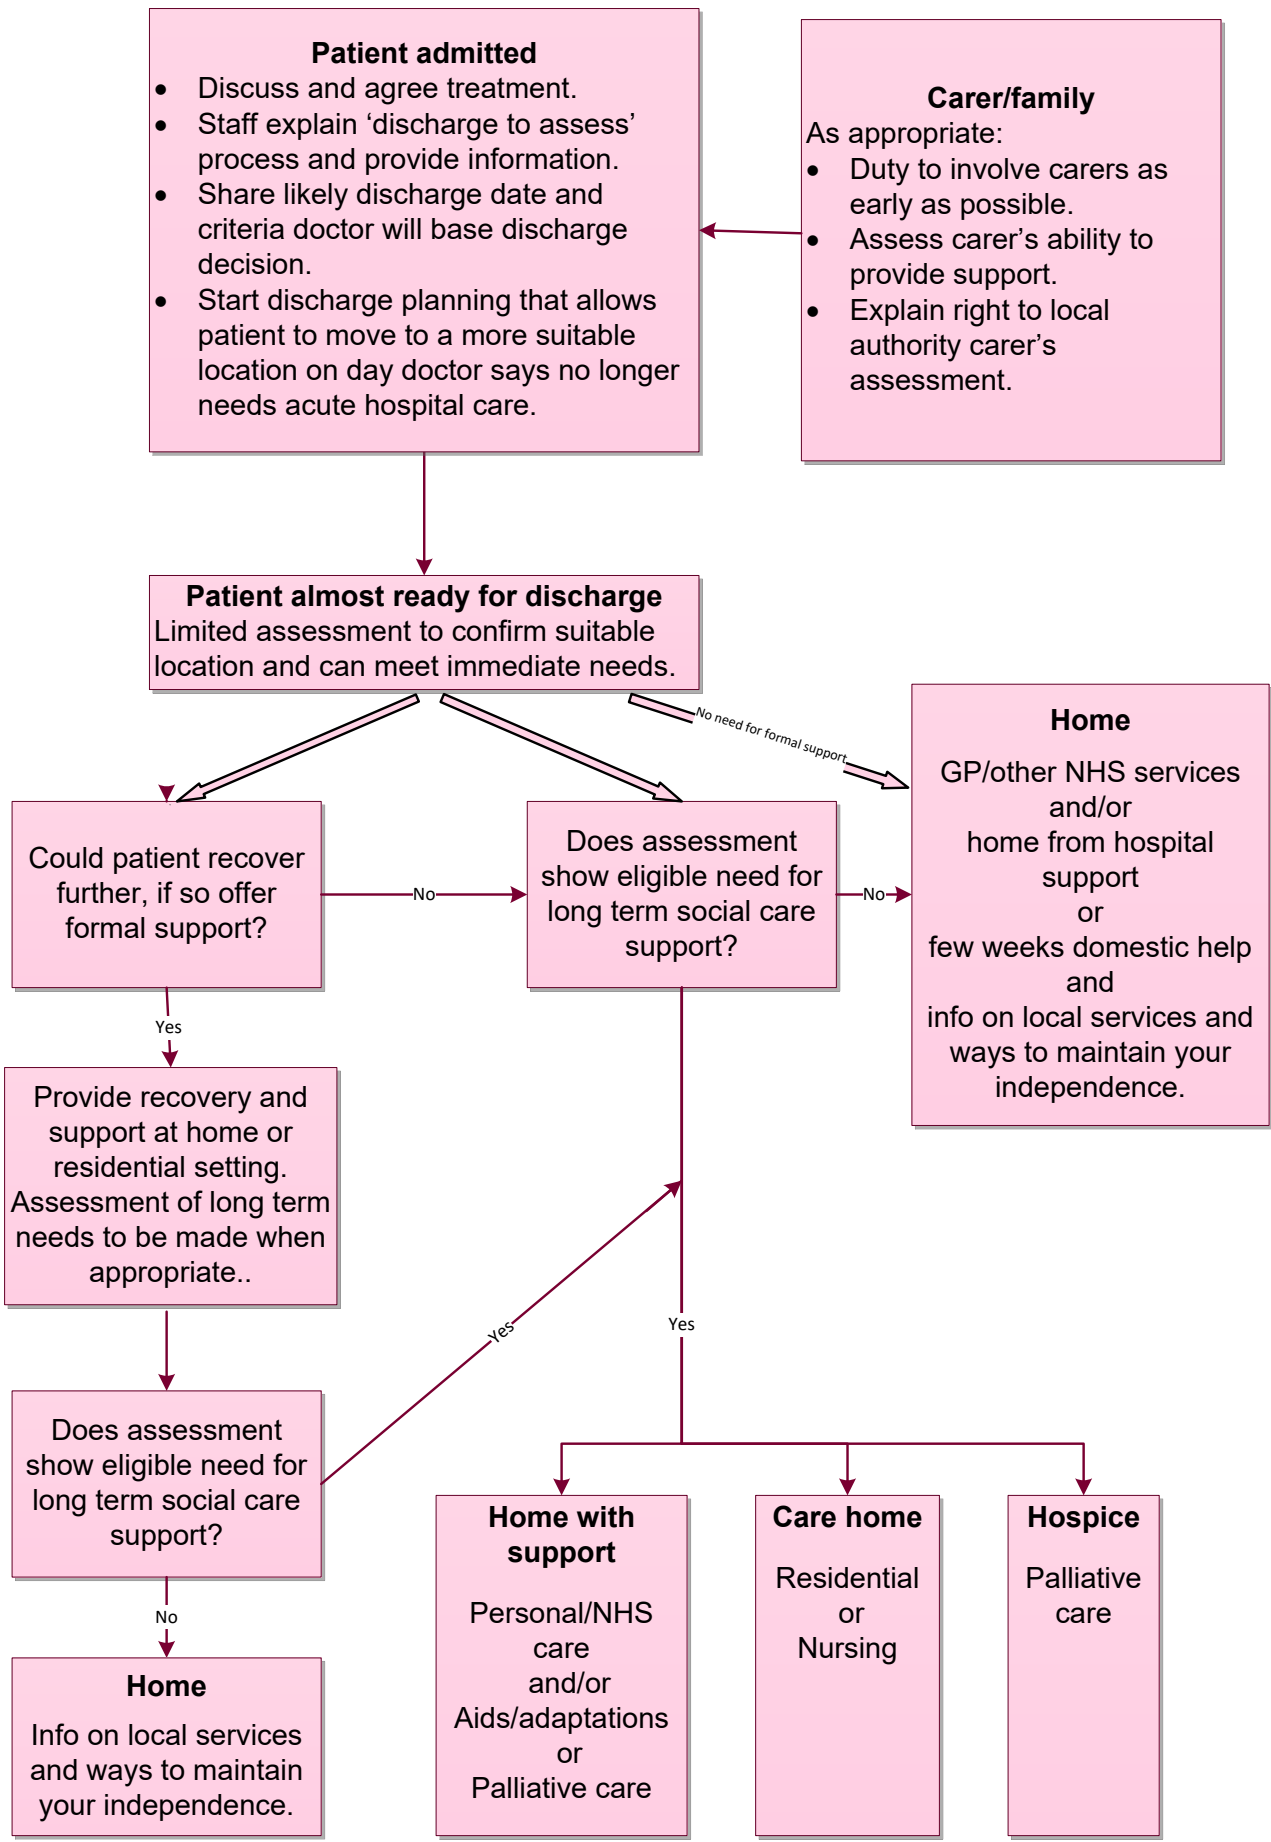 Patient admitted
• Discuss and agree treatment.
• Staff explain ‘discharge to assess’
process and provide information.
• Share likely discharge date and
criteria doctor will base discharge
decision.
• Start discharge planning that allows
patient to move to a more suitable
location on day doctor says no longer
needs acute hospital care.
Carer/family
As appropriate:
• Duty to involve carers as
early as possible.
• Assess carer’s ability to
provide support.
• Explain right to local
authority carer’s
assessment.
Patient almost ready for discharge
Limited assessment to confirm suitable
location and can meet immediate needs.
No need for formal support
Home
GP/other NHS services
and/or
home from hospital
support
or
few weeks domestic help
and
info on local services and
ways to maintain your
independence.
Could patient recover
further, if so offer
formal support?
No
Does assessment
show eligible need for
long term social care
support?
No
Yes
Provide recovery and
support at home or
residential setting.
Assessment of long term
needs to be made when
appropriate..
Yes
Yes
Does assessment
show eligible need for
long term social care
support?
No
Home
Info on local services
and ways to maintain
your independence.
Home with
support
Personal/NHS
care
and/or
Aids/adaptations
or
Palliative care
Care home
Residential
or
Nursing
Hospice
Palliative
care